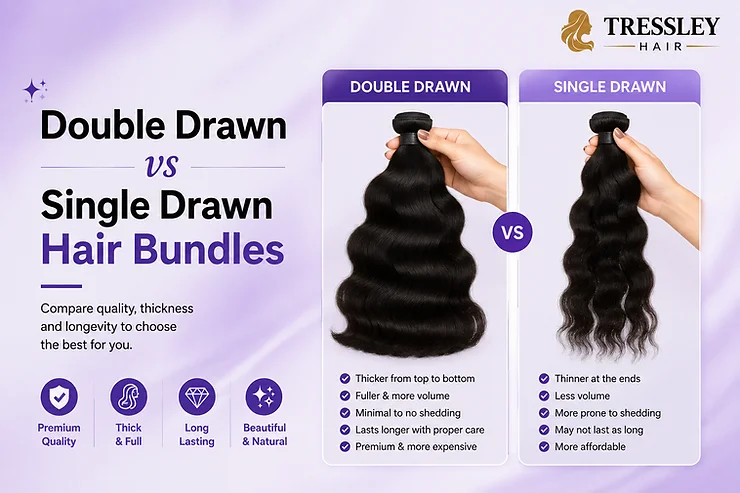 TRESSLEY
HAIR
Double Drawn
vs
Single Drawn
Hair Bundles
Compare quality, thickness
and longevity to choose
the best for you.
Premium
Quality
Thick
& Full
Long
Lasting
Beautiful
& Natural
DOUBLE DRAWN
Thicker from top to bottom
Fuller & more volume
Minimal to no shedding
Lasts longer with proper care
Premium & more expensive
VS
SINGLE DRAWN
Thinner at the ends
Less volume
More prone to shedding
May not last as long
More affordable